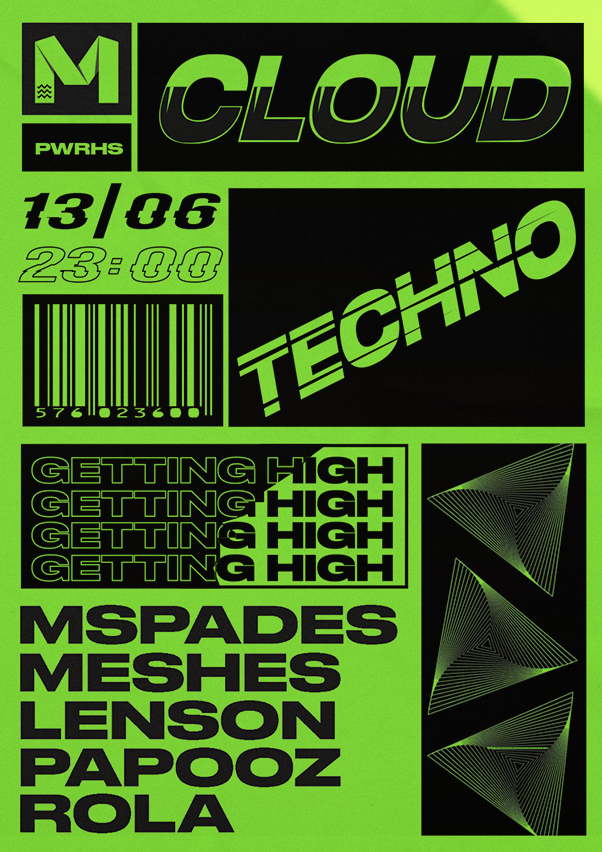 M
CLOUD
PWRHS
13/06
23:00
TECHNO
576 023600
GETTING HIGH
GETTING HIGH
GETTING HIGH
GETTING HIGH
MSPADES
MESHES
LENSON
PAPOOZ
ROLA